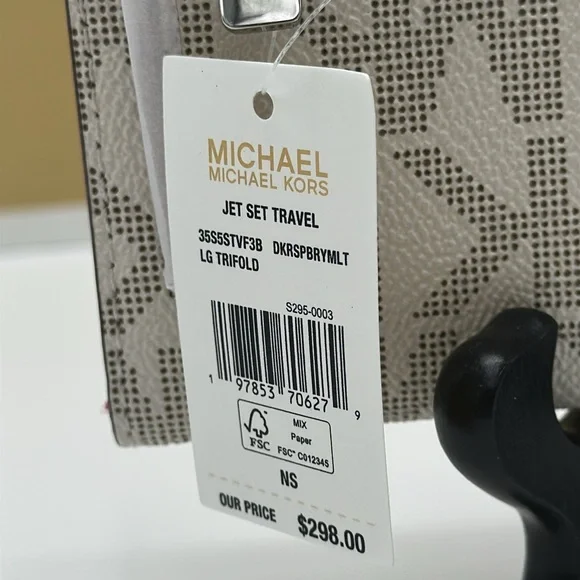 MICHAEL
MICHAEL KORS
JET SET TRAVEL
35S5STVF3B DKRSPBRYMLT
LG TRIFOLD
S295-0003
1 97853 70627 9
FSC
MIX
Paper
FSC® C012345
NS
OUR PRICE $298.00